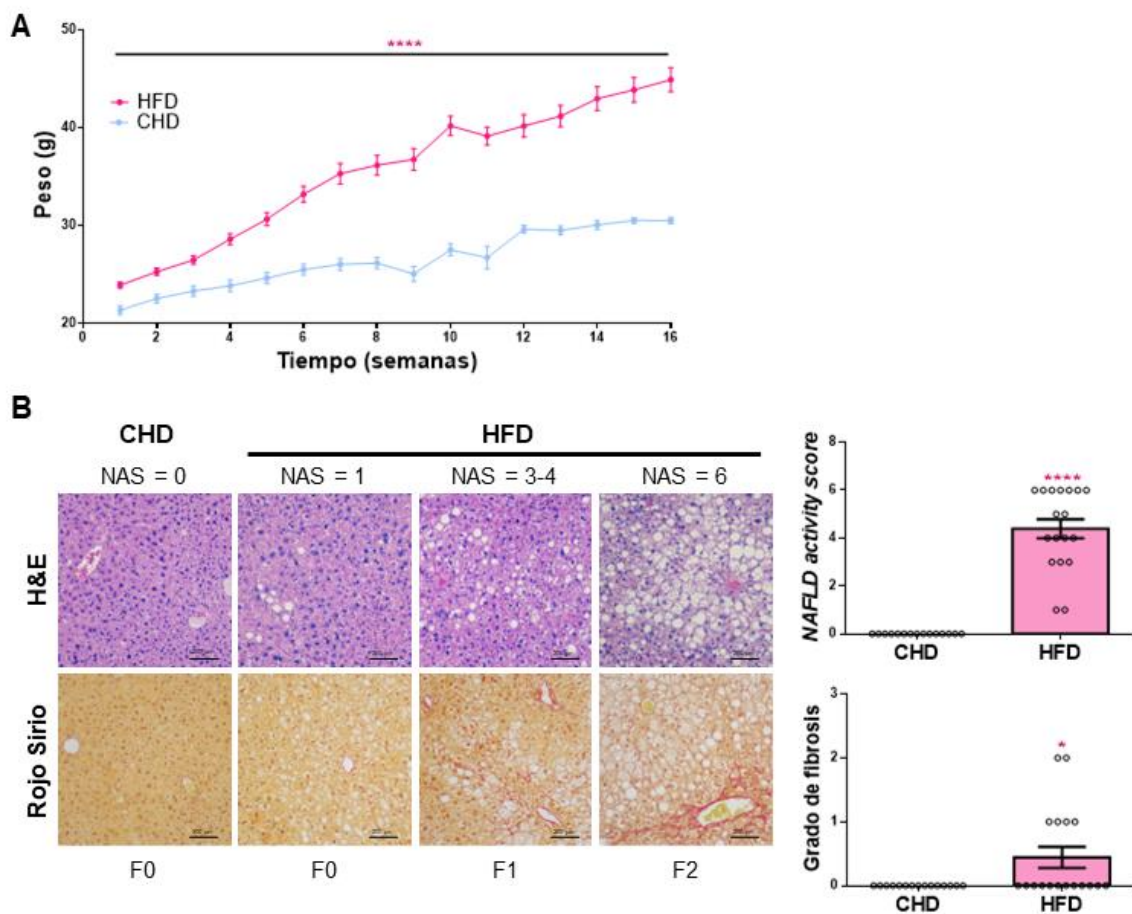 A
50
****
HFD
CHD
40
Peso (g)
30
20
0 2 4 6 8 10 12 14 16
Tiempo (semanas)
B
CHD HFD
NAS = 0 NAS = 1 NAS = 3-4 NAS = 6
H&E
Rojo Sirio
F0 F0 F1 F2
8
6
4
2
0
NAFLD activity score
****
CHD HFD
3
2
1
0
Grado de fibrosis
*
CHD HFD